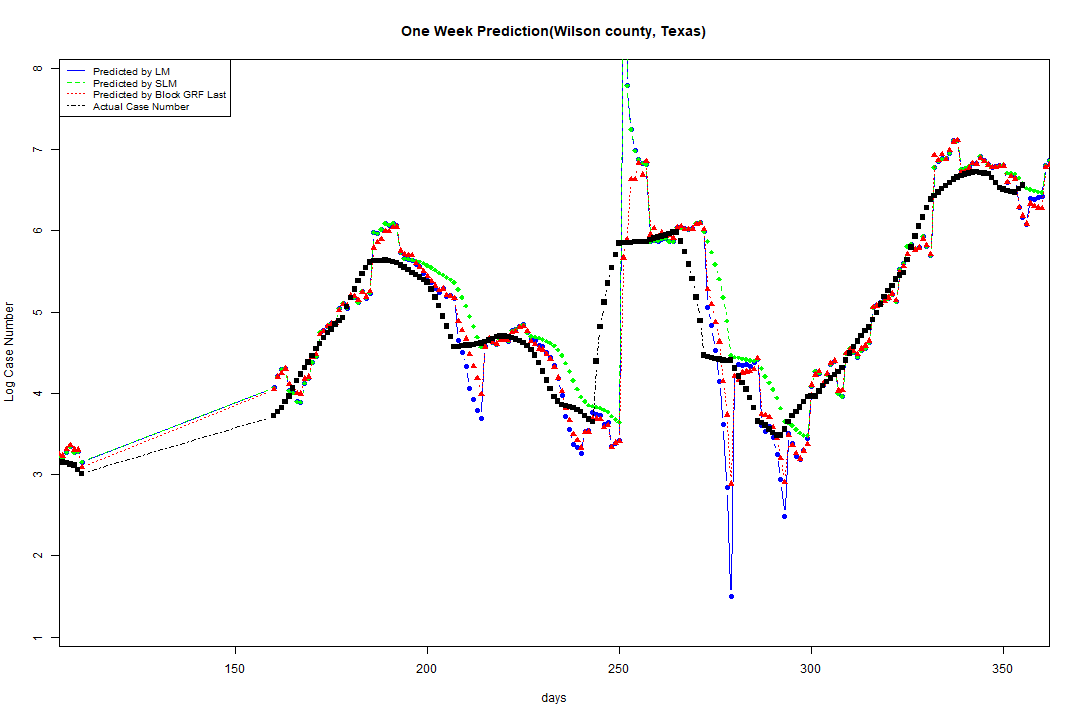 One Week Prediction(Wilson county, Texas)
Predicted by LM
Predicted by SLM
Predicted by Block GRF Last
Actual Case Number
8
7
6
5
4
3
2
1
Log Case Number
150 200 250 300 350
days